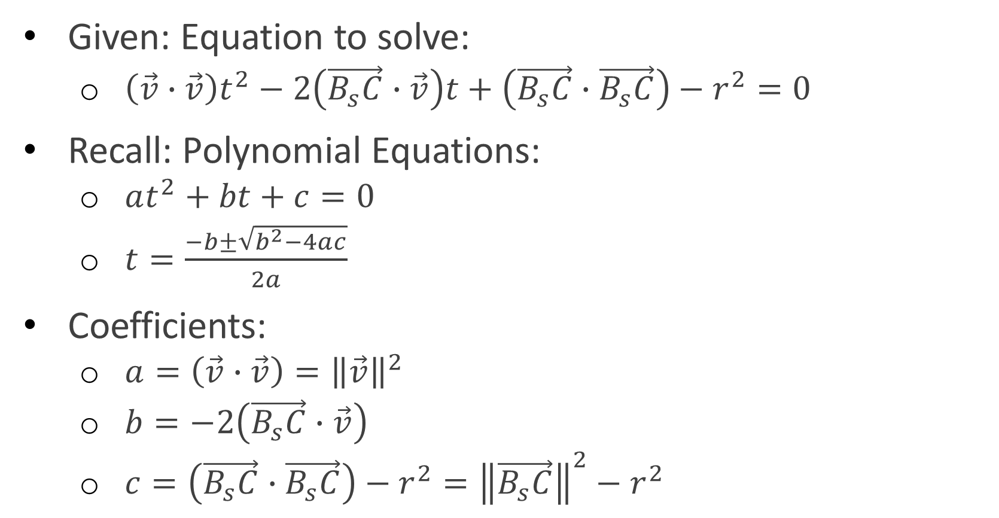 • Given: Equation to solve:
○ $(\vec{v} \cdot \vec{v})t^2 - 2(\overrightarrow{B_sC} \cdot \vec{v})t + (\overrightarrow{B_sC} \cdot \overrightarrow{B_sC}) - r^2 = 0$
• Recall: Polynomial Equations:
○ $at^2 + bt + c = 0$
○ $t = \frac{-b \pm \sqrt{b^2 - 4ac}}{2a}$
• Coefficients:
○ $a = (\vec{v} \cdot \vec{v}) = \|\vec{v}\|^2$
○ $b = -2(\overrightarrow{B_sC} \cdot \vec{v})$
○ $c = (\overrightarrow{B_sC} \cdot \overrightarrow{B_sC}) - r^2 = \|\overrightarrow{B_sC}\|^2 - r^2$